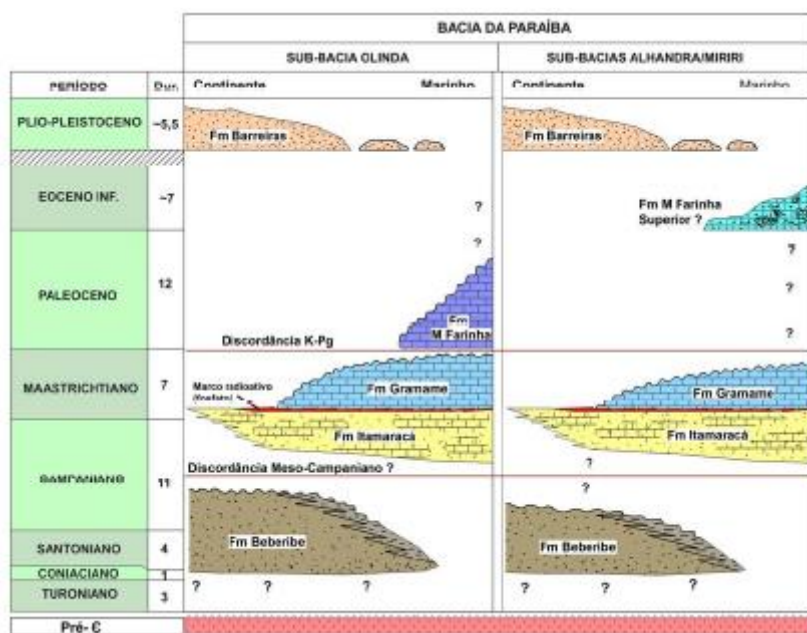 BACIA DA PARAÍBA
SUB-BACIA OLINDA
SUB-BACIAS ALHANDRA/MIRIRI
PERÍODO
Dur.
Continente
Marinho
Continente
Marinho
PLIO-PLEISTOCENO
~5,5
Fm Barreiras
Fm Barreiras
EOCENO INF.
~7
?
Fm M Farinha
Superior ?
?
?
PALEOCENO
12
Fm
M Farinha
?
?
Discordância K-Pg
MAASTRICHTIANO
7
Marco radioativo
(fosfato)
Fm Gramame
Fm Gramame
Fm Itamaracá
Fm Itamaracá
CAMPANIANO
11
Discordância Meso-Campaniano ?
?
?
SANTONIANO
4
Fm Beberibe
Fm Beberibe
CONIACIANO
1
TURONIANO
3
? ? ?
? ? ?
Pré- Є